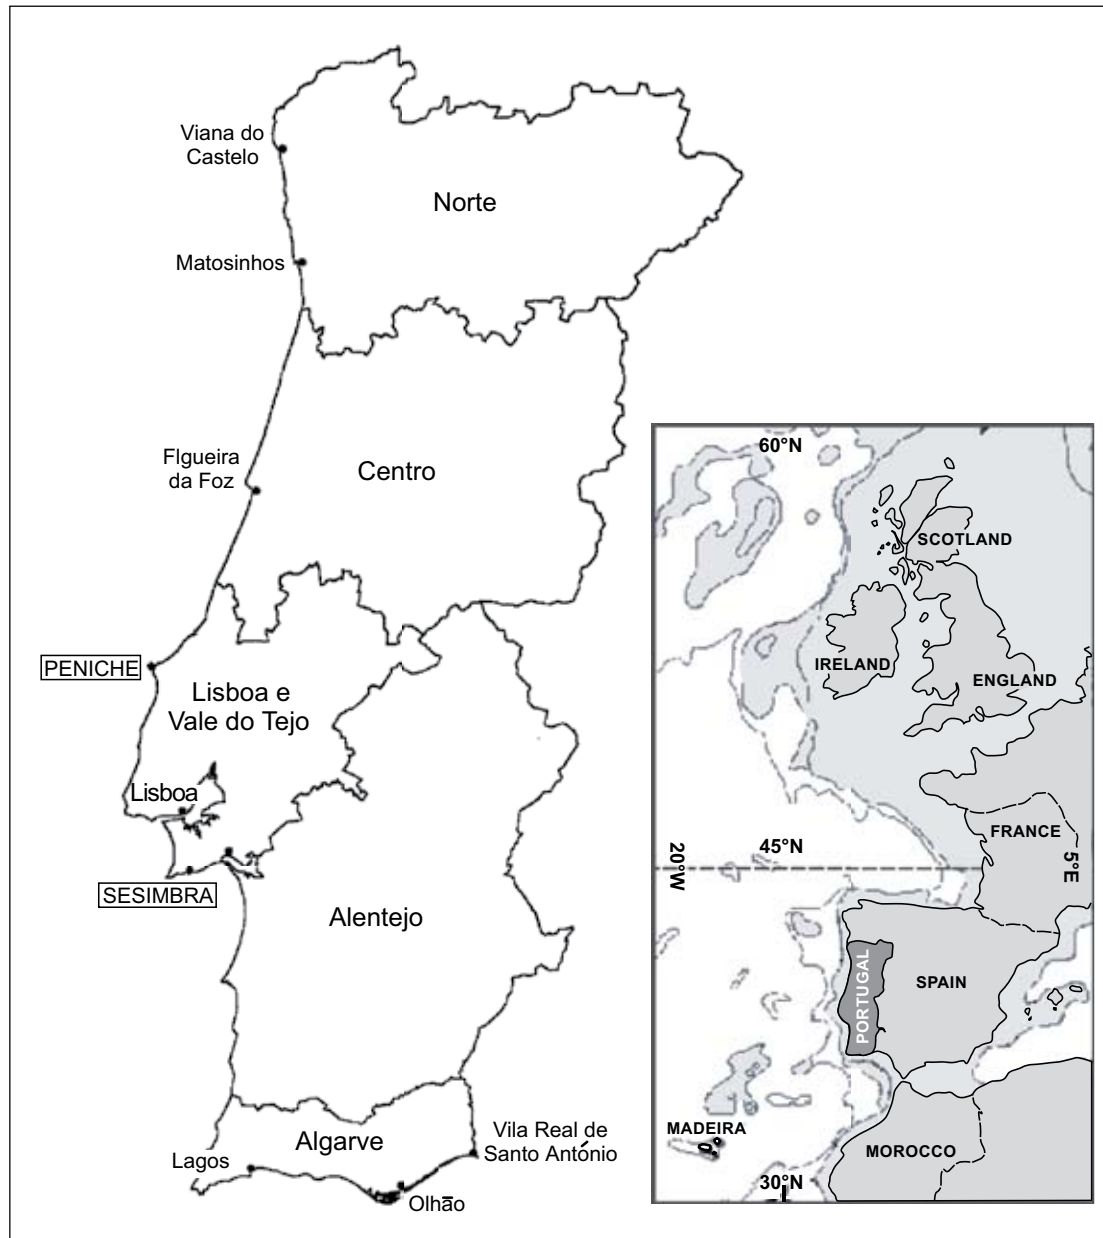 Viana do
Castelo
Norte
Matosinhos
FIgueira
da Foz
Centro
PENICHE
Lisboa e
Vale do Tejo
Lisboa
SESIMBRA
Alentejo
Algarve
Lagos
Vila Real de
Santo António
Olhão
60°N
SCOTLAND
IRELAND
ENGLAND
FRANCE
45°N
20°W
5°E
SPAIN
PORTUGAL
MADEIRA
MOROCCO
30°N